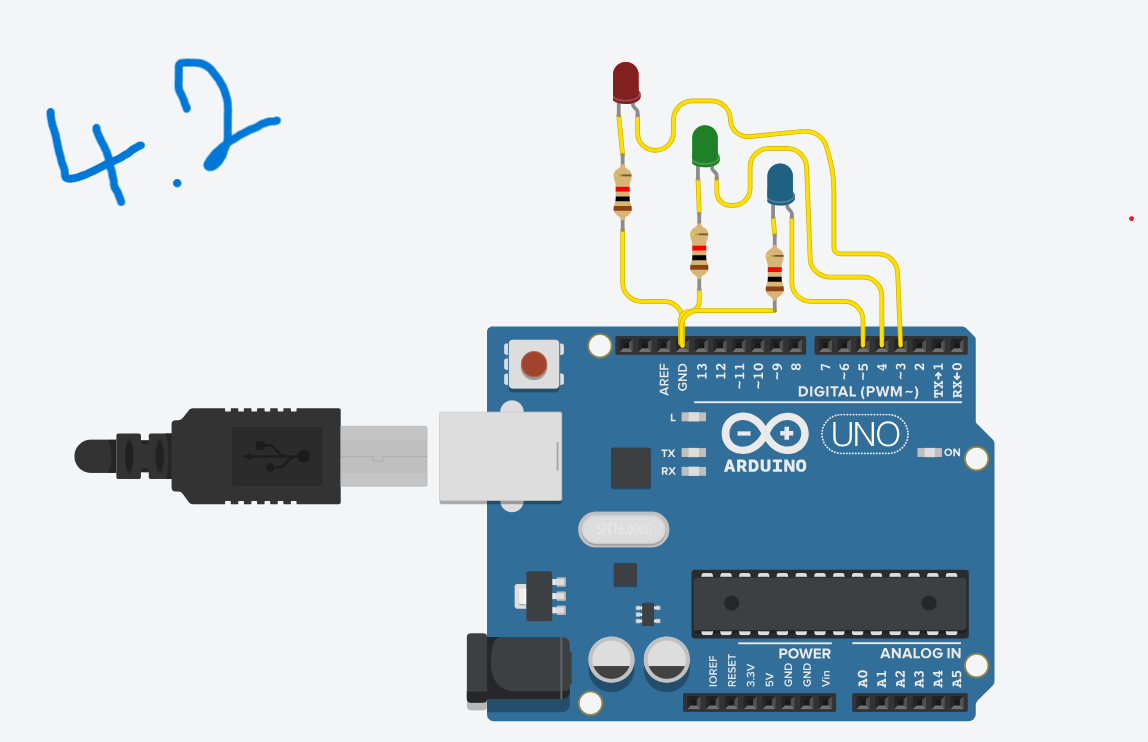 4.2
AREF
GND
13
12
~11
~10
~9
8
7
~6
~5
4
~3
2
TX→1
RX←0
DIGITAL (PWM~)
L
TX
RX
ARDUINO
UNO
ON
SPK16.000G
IOREF
RESET
3.3V
5V
GND
GND
Vin
POWER
ANALOG IN
A0
A1
A2
A3
A4
A5